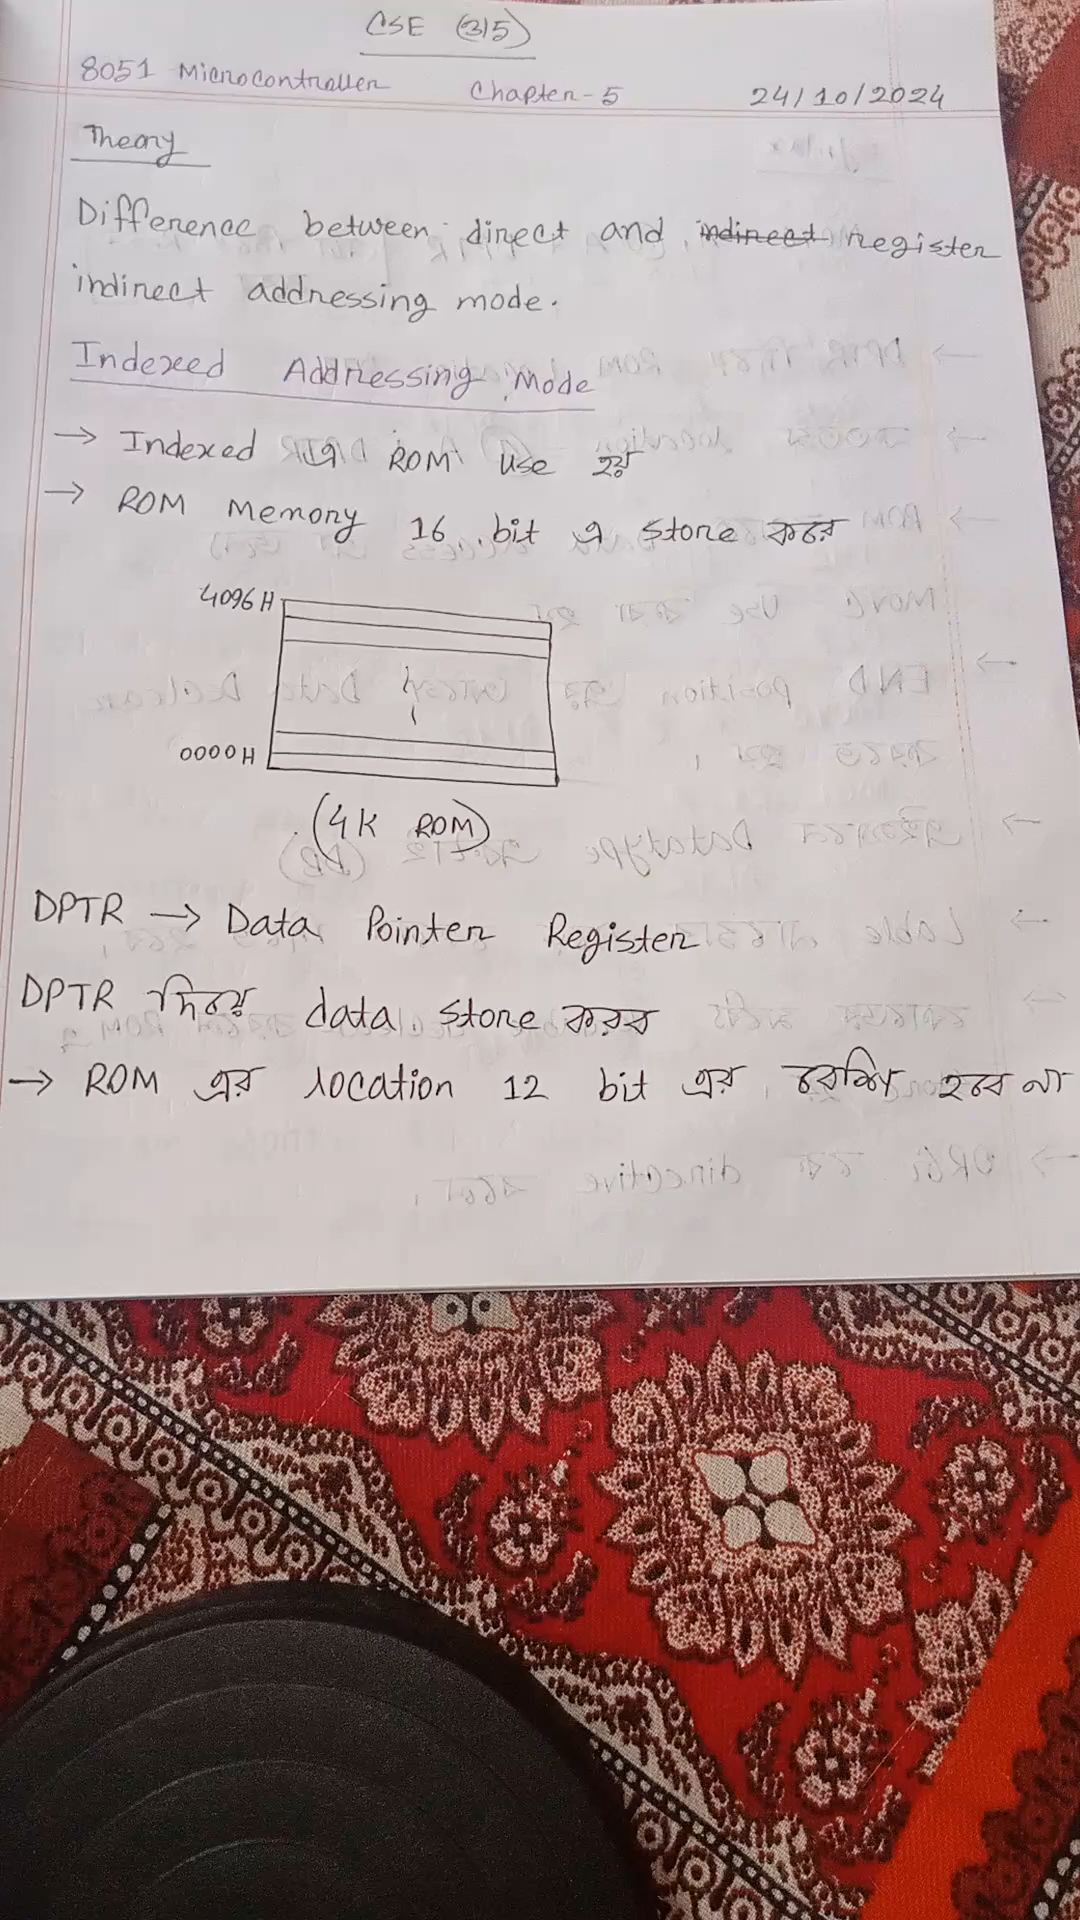 CSE (315)
8051 Microcontroller Chapter-5 24/10/2024
Theory
Difference between direct and indirect register
indirect addressing mode.
Indexed Addressing Mode
→ Indexed এ ROM use হয়
→ ROM Memory 16 bit এ store করে
4096H
0000H
(4K ROM)
DPTR → Data Pointer Register
DPTR দিয়ে data store করব
→ ROM এর location 12 bit এর বেশি হবে না